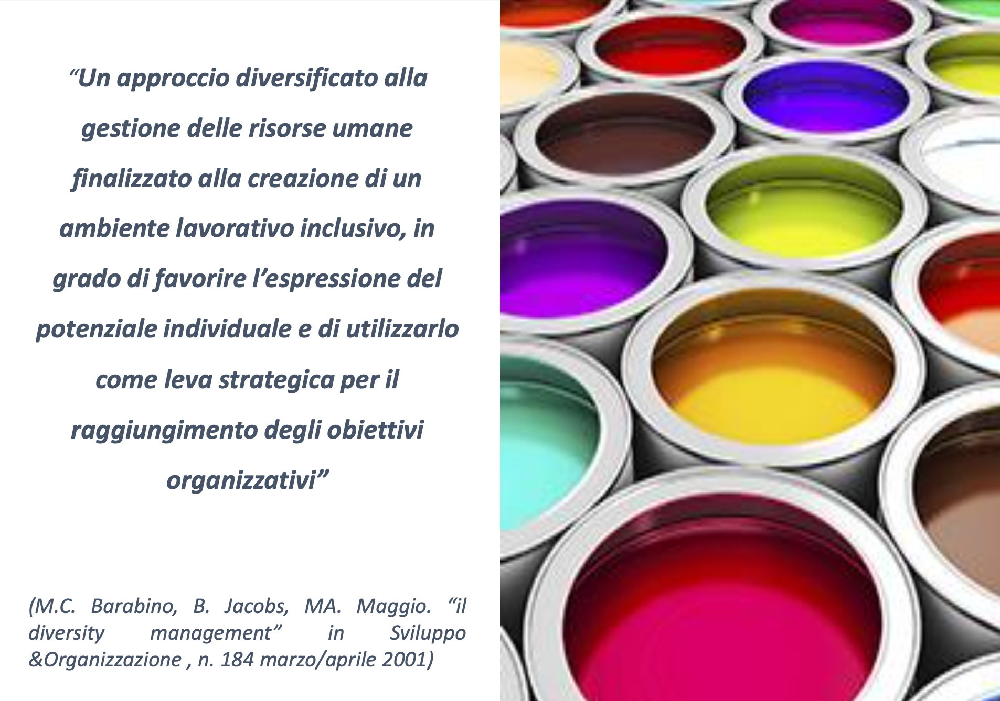 “Un approccio diversificato alla
gestione delle risorse umane
finalizzato alla creazione di un
ambiente lavorativo inclusivo, in
grado di favorire l’espressione del
potenziale individuale e di utilizzarlo
come leva strategica per il
raggiungimento degli obiettivi
organizzativi”
(M.C. Barabino, B. Jacobs, MA. Maggio. “il
diversity management” in Sviluppo
&Organizzazione , n. 184 marzo/aprile 2001)